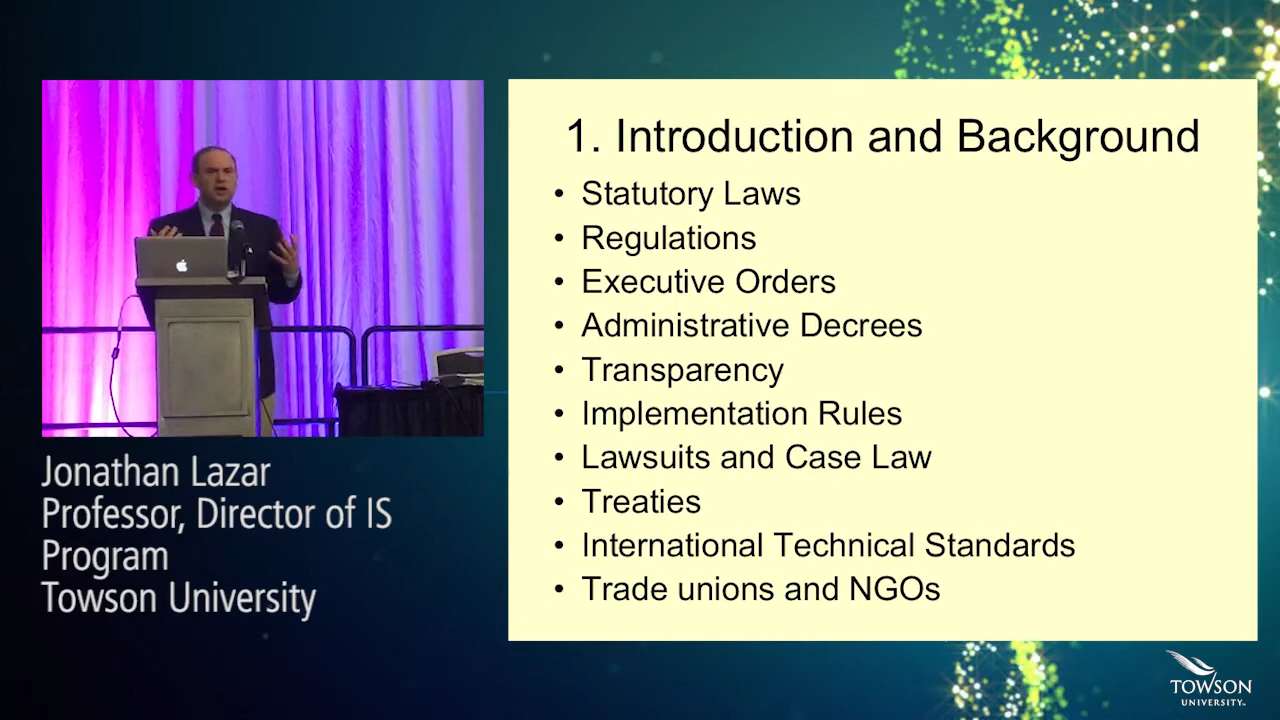 1. Introduction and Background
• Statutory Laws
• Regulations
• Executive Orders
• Administrative Decrees
• Transparency
• Implementation Rules
• Lawsuits and Case Law
• Treaties
• International Technical Standards
• Trade unions and NGOs
Jonathan Lazar
Professor, Director of IS
Program
Towson University
TOWSON
UNIVERSITY